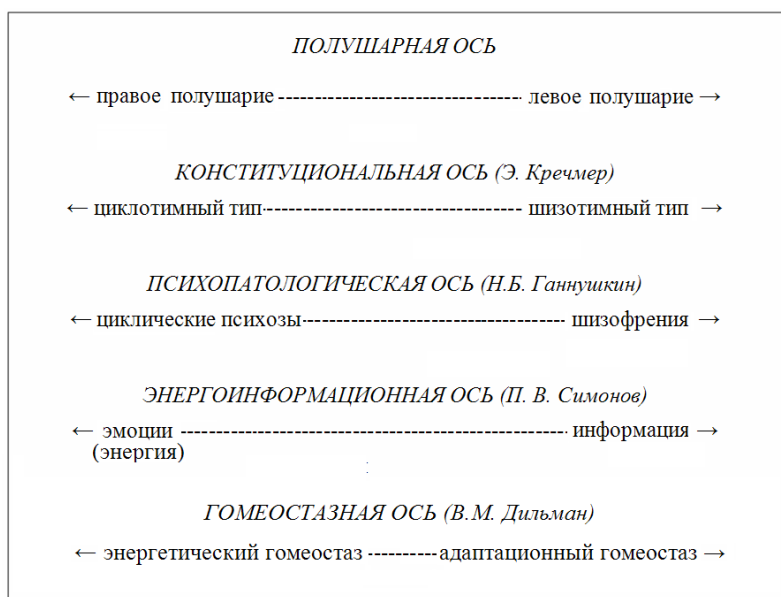 ПОЛУШАРНАЯ ОСЬ
← правое полушарие ------------------------------- левое полушарие →
КОНСТИТУЦИОНАЛЬНАЯ ОСЬ (Э. Кречмер)
← циклотимный тип--------------------------------- шизотимный тип →
ПСИХОПАТОЛОГИЧЕСКАЯ ОСЬ (Н.Б. Ганнушкин)
← циклические психозы---------------------------------- шизофрения →
ЭНЕРГОИНФОРМАЦИОННАЯ ОСЬ (П. В. Симонов)
← эмоции --------------------------------------------------- информация →
(энергия)
ГОМЕОСТАЗНАЯ ОСЬ (В.М. Дильман)
← энергетический гомеостаз ---------- адаптационный гомеостаз →